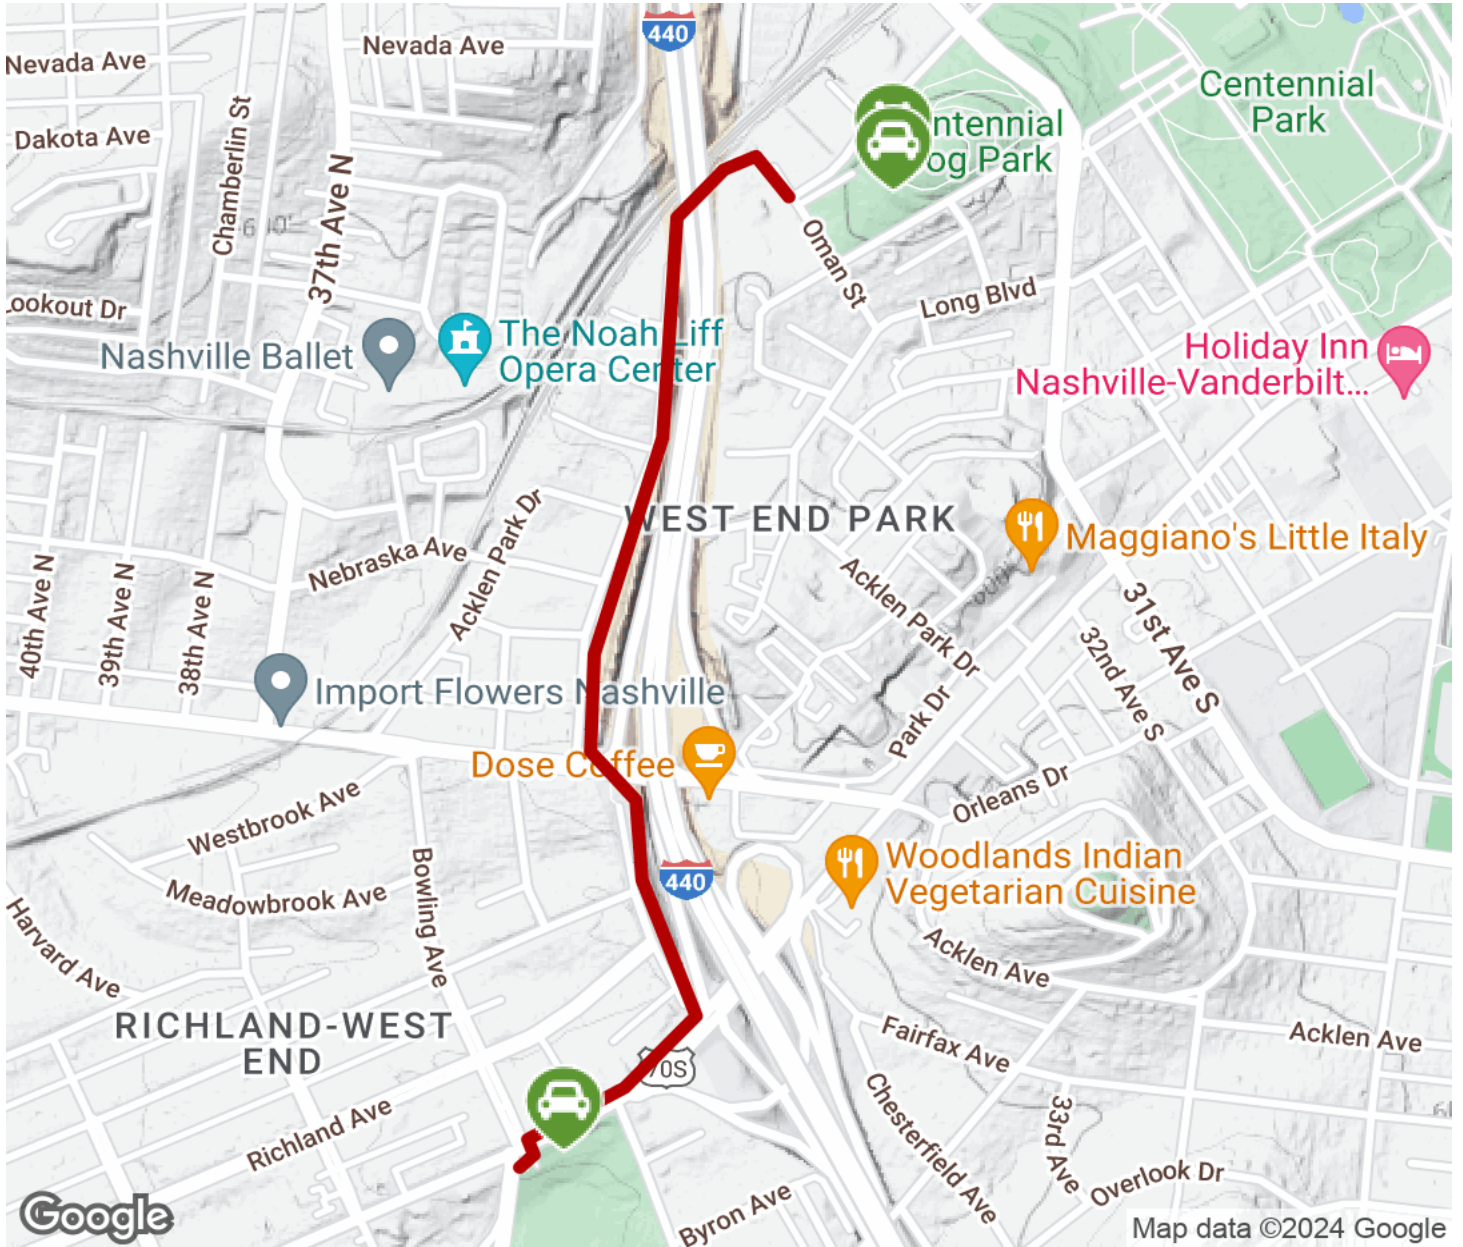 440
Nevada Ave
Nevada Ave
Chamberlin St
Dakota Ave
37th Ave N
Centennial
Park
ntennial
og Park
Oman St
Lookout Dr
Long Blvd
Nashville Ballet
The Noah Liff
Opera Center
Holiday Inn
Nashville-Vanderbilt...
WEST END PARK
Maggiano's Little Italy
Acklen Park Dr
Nebraska Ave
40th Ave N
39th Ave N
38th Ave N
Acklen Park Dr
31st Ave S
32nd Ave S
Park Dr
Import Flowers Nashville
Dose Coffee
Orleans Dr
Westbrook Ave
Bowling Ave
Meadowbrook Ave
440
Woodlands Indian
Vegetarian Cuisine
Harvard Ave
Acklen Ave
RICHLAND-WEST
END
Fairfax Ave
Acklen Ave
70S
Richland Ave
Chesterfield Ave
33rd Ave
Overlook Dr
Byron Ave
Google
Map data ©2024 Google